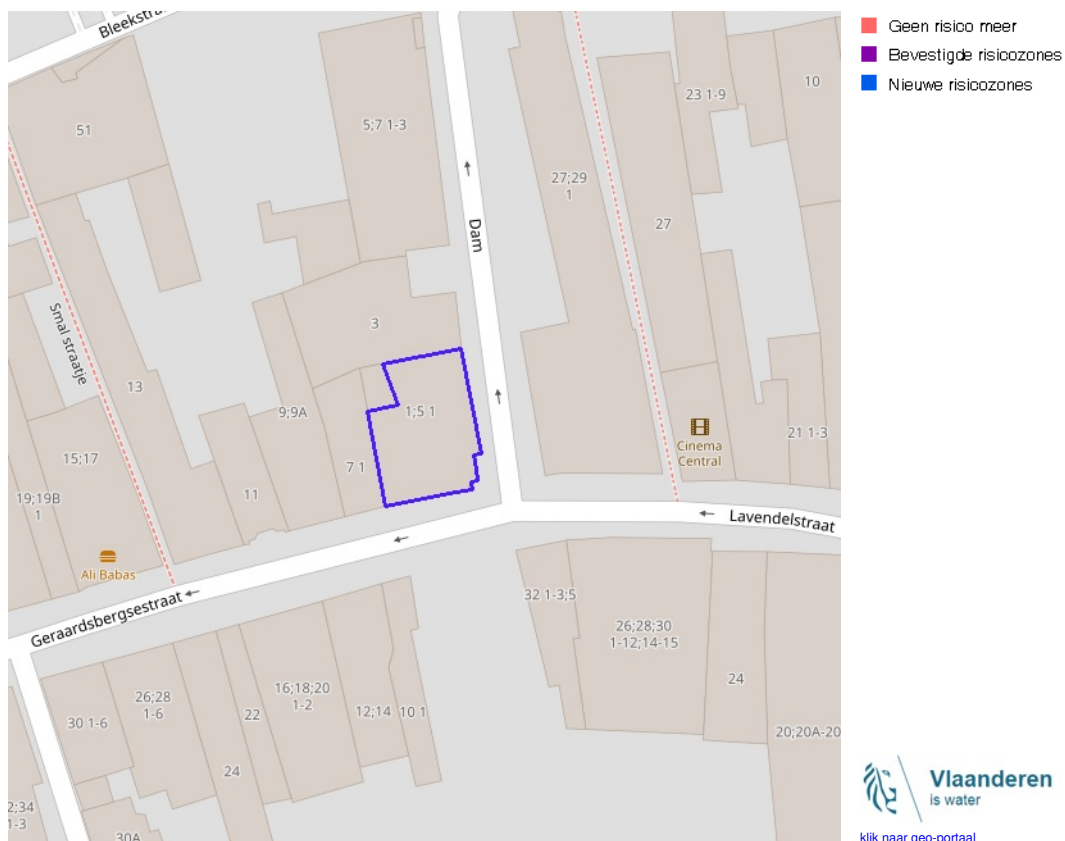 Bleekstra
Geen risico meer
Bevestigde risicozones
Nieuwe risicozones
51
5;7 1-3
23 1-9
10
27;29
1
27
Dam
Smal straatje
3
13
9;9A
1;5 1
7 1
Cinema
Central
21 1-3
15;17
19;19B
1
11
Ali Babas
Lavendelstraat
Geraardsbergsestraat
32 1-3;5
26;28;30
1-12;14-15
24
20;20A-20
30 1-6
26;28
1-6
22
16;18;20
1-2
12;14
10 1
24
2;34
1-3
30A
Vlaanderen
is water
klik naar geo-portaal